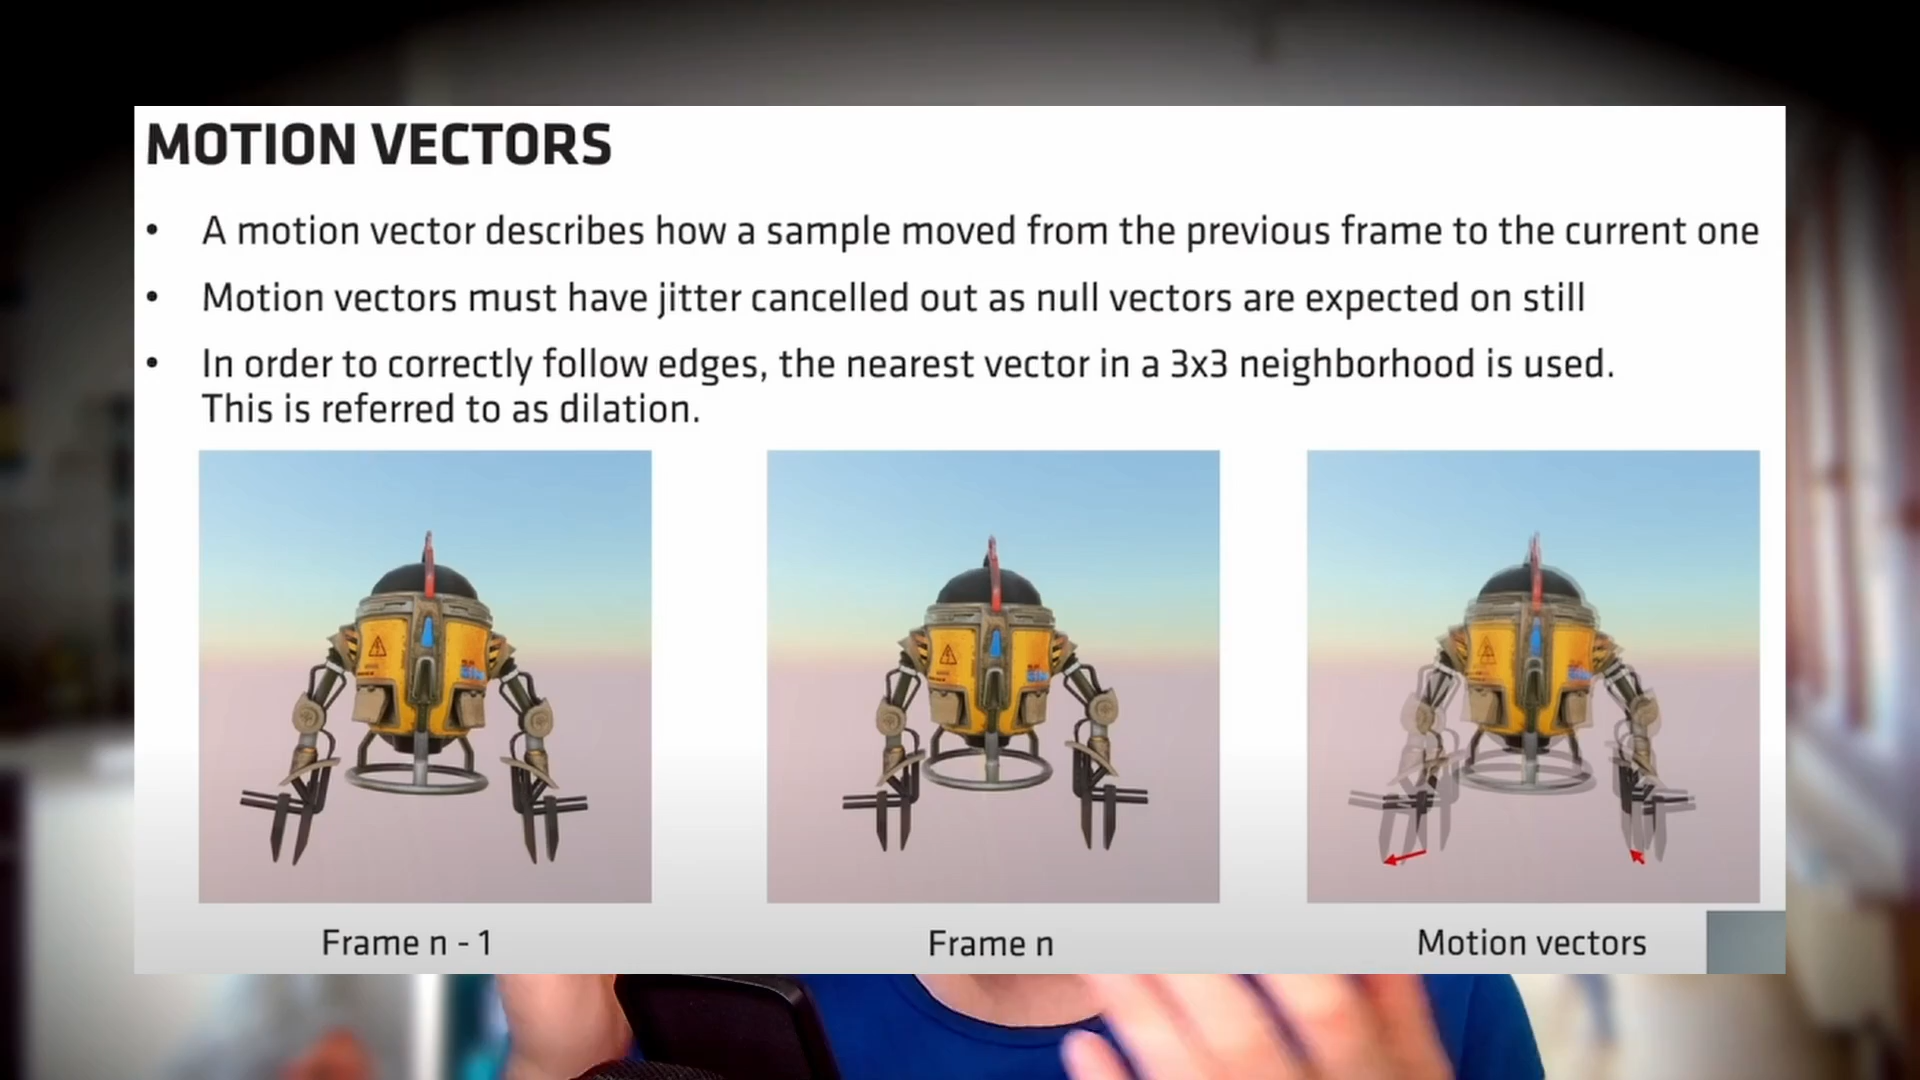 MOTION VECTORS
• A motion vector describes how a sample moved from the previous frame to the current one
• Motion vectors must have jitter cancelled out as null vectors are expected on still
• In order to correctly follow edges, the nearest vector in a 3x3 neighborhood is used.
This is referred to as dilation.
Frame n - 1
Frame n
Motion vectors